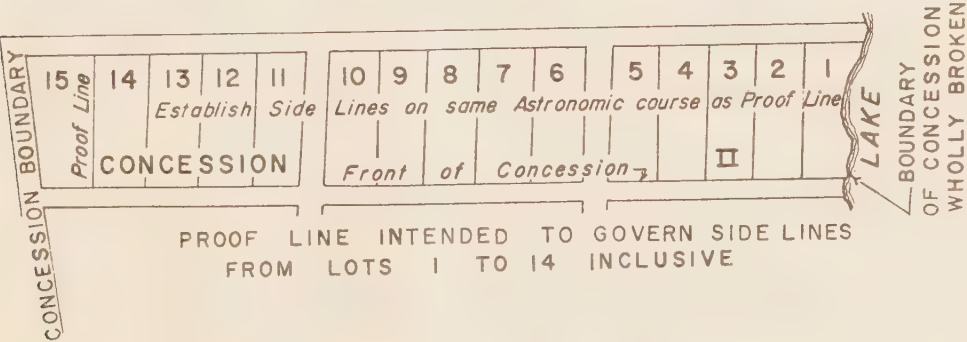 CONCESSION BOUNDARY
15 14 13 12 11 10 9 8 7 6 5 4 3 2 1
Proof Line
Establish Side Lines on same Astronomic course as Proof Line
CONCESSION II
Front of Concession
LAKE
BOUNDARY
OF CONCESSION
WHOLLY BROKEN
PROOF LINE INTENDED TO GOVERN SIDE LINES
FROM LOTS 1 TO 14 INCLUSIVE